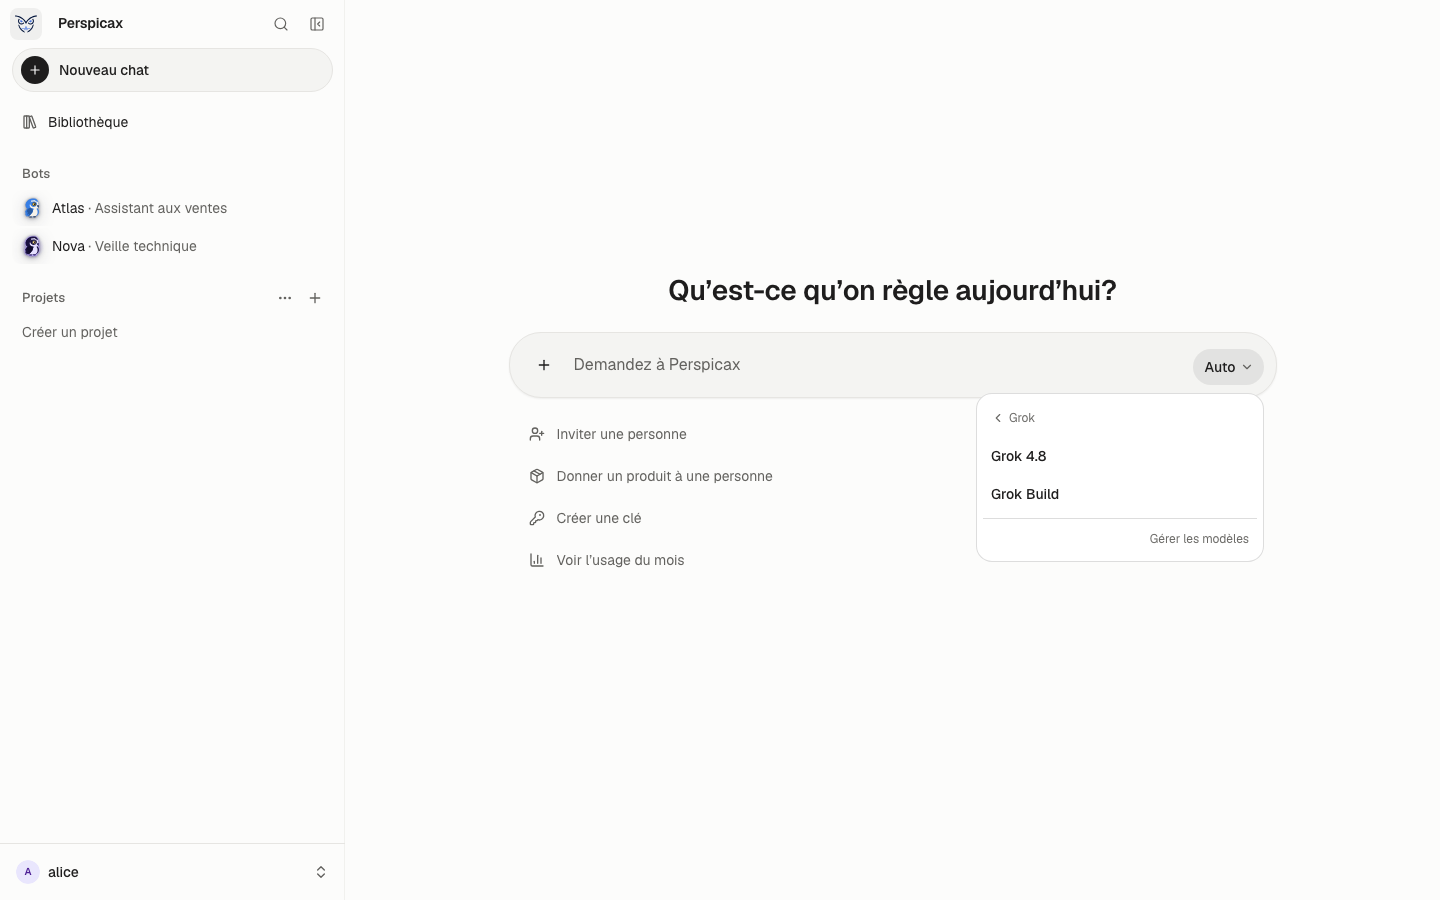 Perspicax
Nouveau chat
Bibliothèque
Bots
Atlas · Assistant aux ventes
Nova · Veille technique
Projets
Créer un projet
A
alice
Qu’est-ce qu’on règle aujourd’hui?
Demandez à Perspicax
Auto
Inviter une personne
Donner un produit à une personne
Créer une clé
Voir l’usage du mois
Grok
Grok 4.8
Grok Build
Gérer les modèles